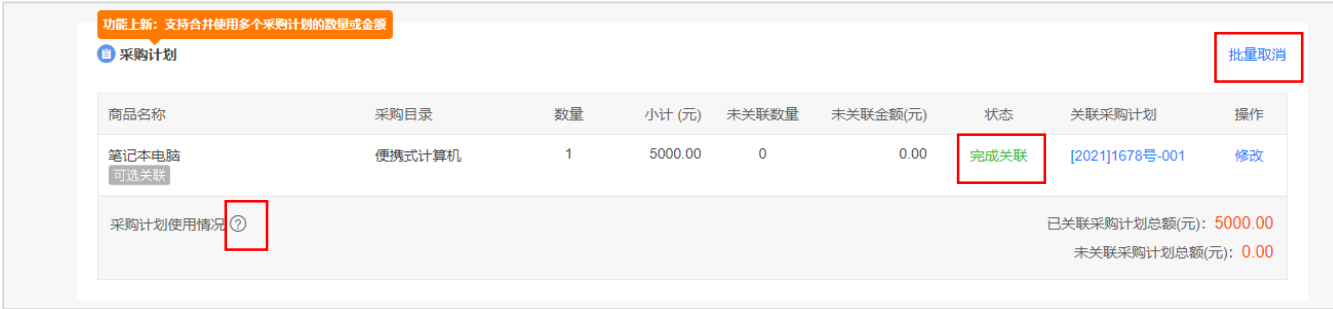 功能上新：支持合并使用多个采购计划的数量或金额
采购计划 批量取消
商品名称 采购目录 数量 小计 (元) 未关联数量 未关联金额(元) 状态 关联采购计划 操作
笔记本电脑 便携式计算机 1 5000.00 0 0.00 完成关联 [2021]1678号-001 修改
可选关联
采购计划使用情况 ? 已关联采购计划总额(元)：5000.00
未关联采购计划总额(元)：0.00